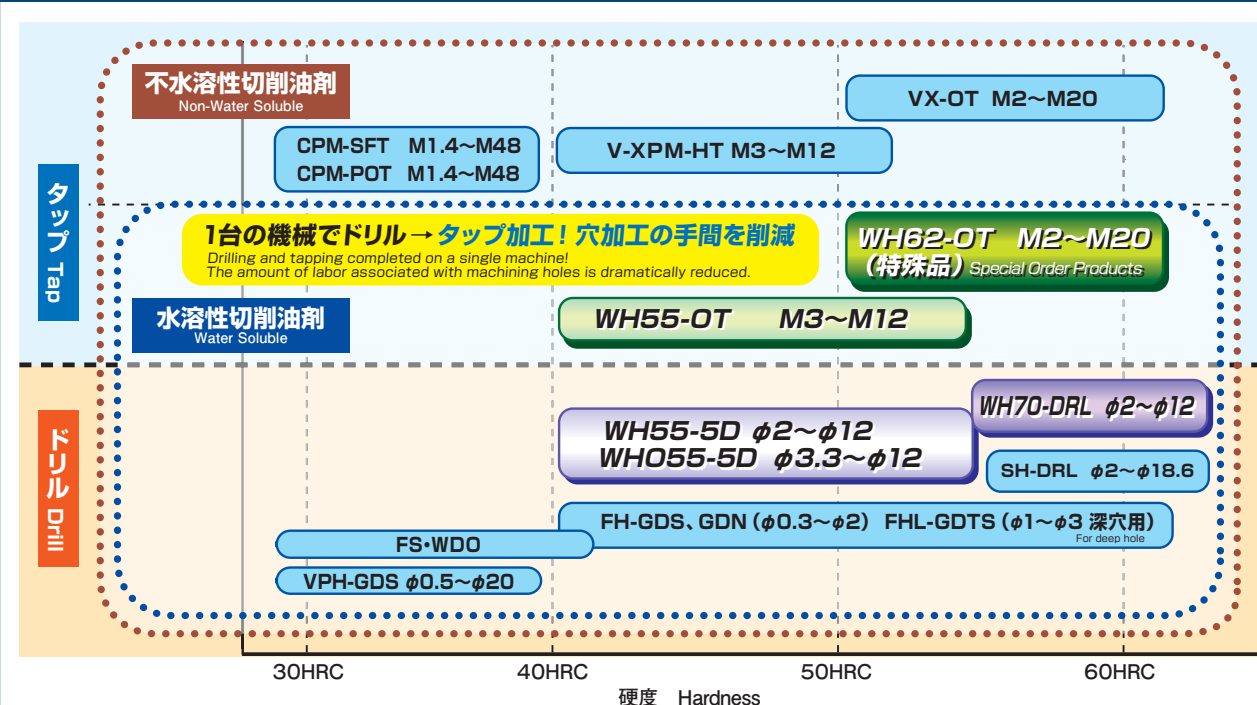 不水溶性切削油剤
Non-Water Soluble
VX-OT M2～M20
CPM-SFT M1.4～M48
CPM-POT M1.4～M48
V-XPM-HT M3～M12
タップ Tap
1台の機械でドリル→タップ加工！穴加工の手間を削減
Drilling and tapping completed on a single machine!
The amount of labor associated with machining holes is dramatically reduced.
WH62-OT M2～M20
（特殊品）Special Order Products
水溶性切削油剤
Water Soluble
WH55-OT M3～M12
ドリル Drill
WH70-DRL φ2～φ12
WH55-5D φ2～φ12
WHO55-5D φ3.3～φ12
SH-DRL φ2～φ18.6
FH-GDS、GDN（φ0.3～φ2） FHL-GDTS（φ1～φ3 深穴用）
For deep hole
FS・WDO
VPH-GDS φ0.5～φ20
30HRC 40HRC 50HRC 60HRC
硬度 Hardness